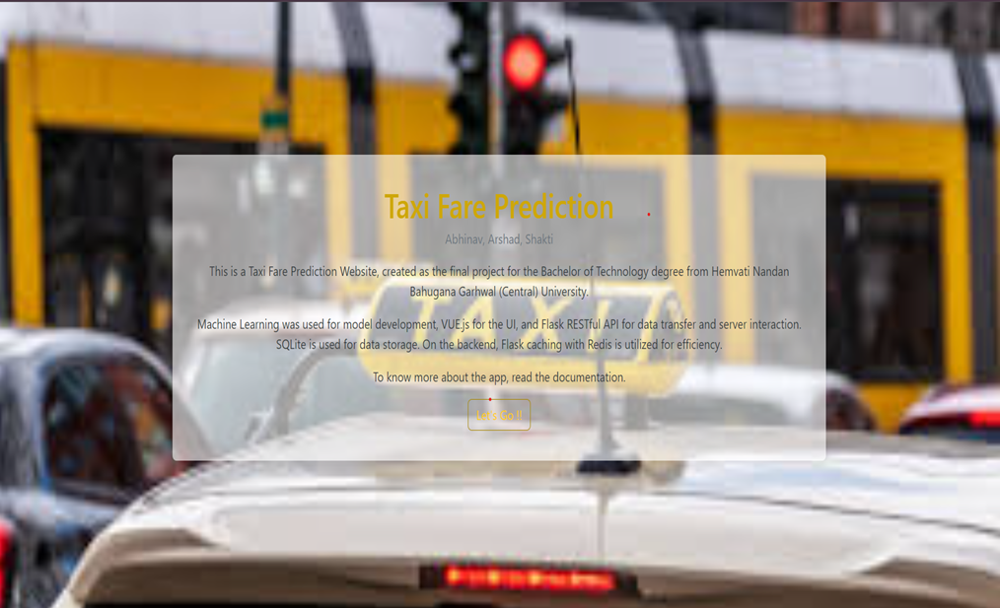 Taxi Fare Prediction
Abhinav, Arshad, Shakti
This is a Taxi Fare Prediction Website, created as the final project for the Bachelor of Technology degree from Hemvati Nandan
Bahugana Garhwal (Central) University.
TAXI
Machine Learning was used for model development, VUE.js for the UI, and Flask RESTful API for data transfer and server interaction.
SQLite is used for data storage. On the backend, Flask caching with Redis is utilized for efficiency.
To know more about the app, read the documentation.
Let's Go !!